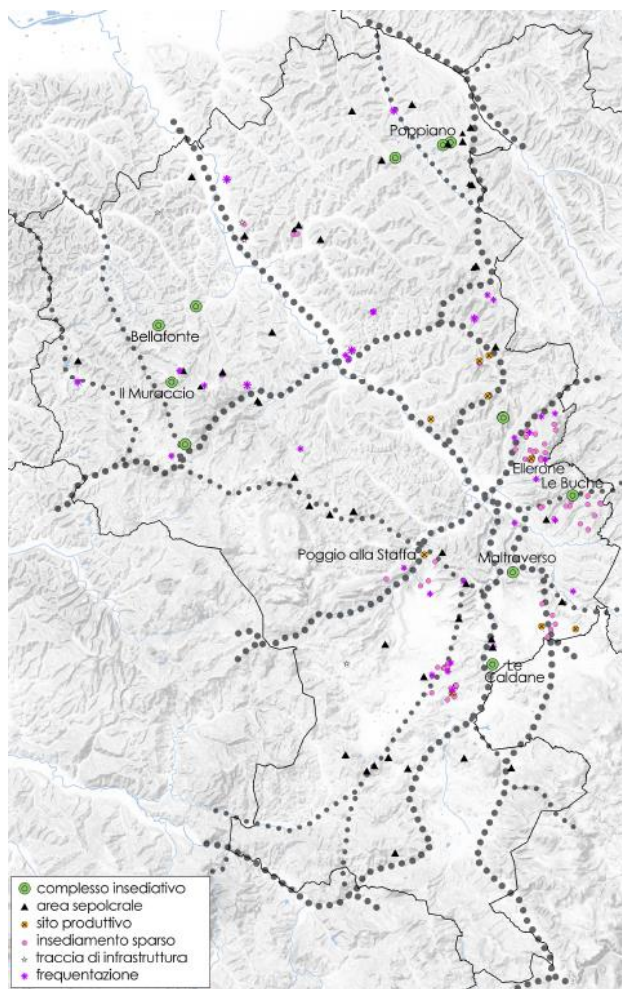 Poppiano
Bellafonte
Il Muraccio
Ellerone
Le Buche
Poggio alla Staffa
Maltraverso
Le
Caldane
complesso insediativo
area sepolcrale
sito produttivo
insediamento sparso
traccia di infrastruttura
frequentazione